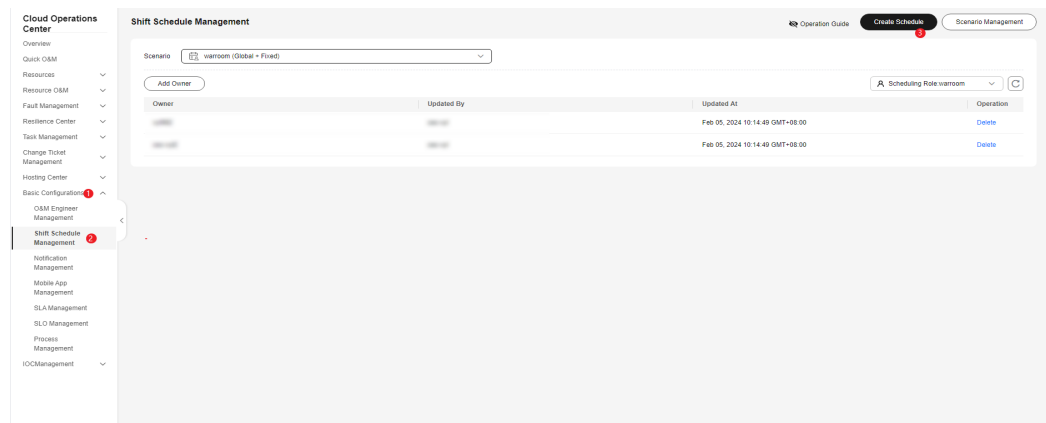 Cloud Operations
Center
Overview
Quick O&M
Resources
Resource O&M
Fault Management
Resilience Center
Task Management
Change Ticket
Management
Hosting Center
Basic Configurations 1
O&M Engineer
Management
Shift Schedule
Management 2
Notification
Management
Mobile App
Management
SLA Management
SLO Management
Process
Management
IOCManagement
Shift Schedule Management
Operation Guide
Create Schedule
3
Scenario Management
Scenario
warroom (Global + Fixed)
Add Owner
Scheduling Role:warroom
Owner Updated By Updated At Operation
Feb 05, 2024 10:14:49 GMT+08:00 Delete
Feb 05, 2024 10:14:49 GMT+08:00 Delete